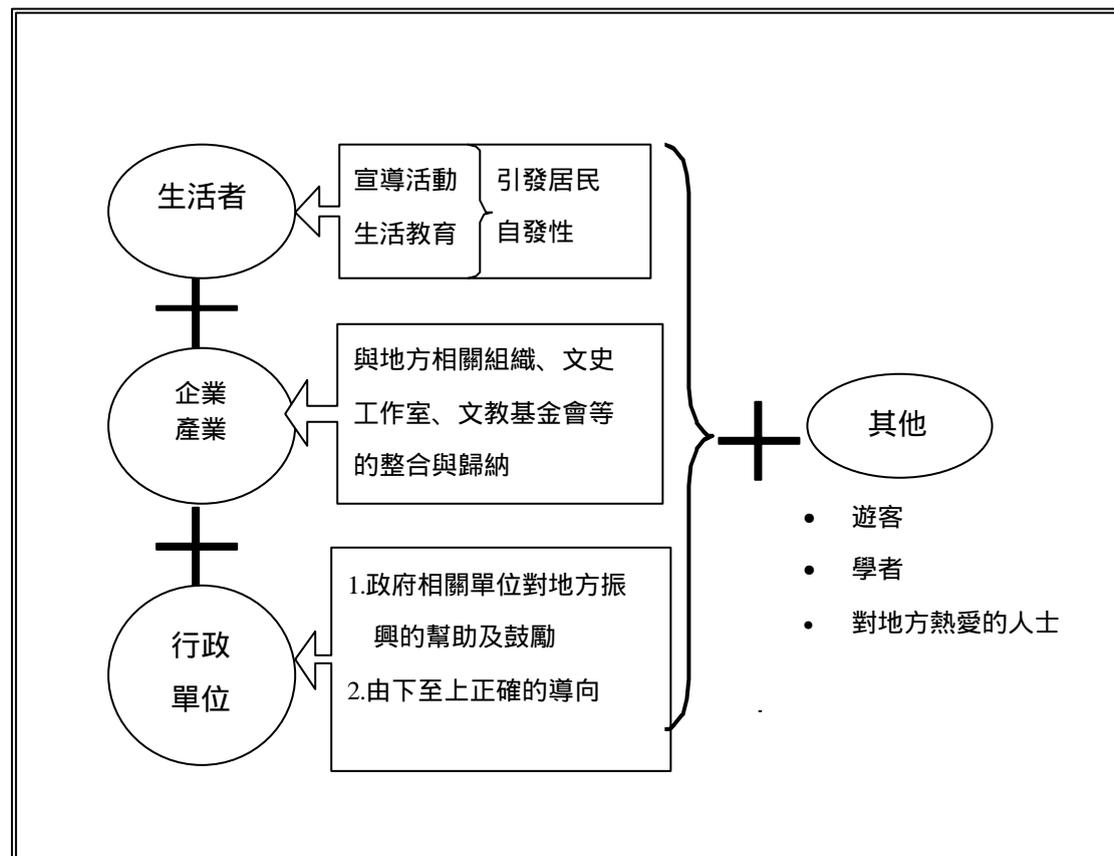 生活者
宣導活動
生活教育
引發居民
自發性
企業
產業
與地方相關組織、文史
工作室、文教基金會等
的整合與歸納
行政
單位
1.政府相關單位對地方振
興的幫助及鼓勵
2.由下至上正確的導向
其他
• 遊客
• 學者
• 對地方熱愛的人士